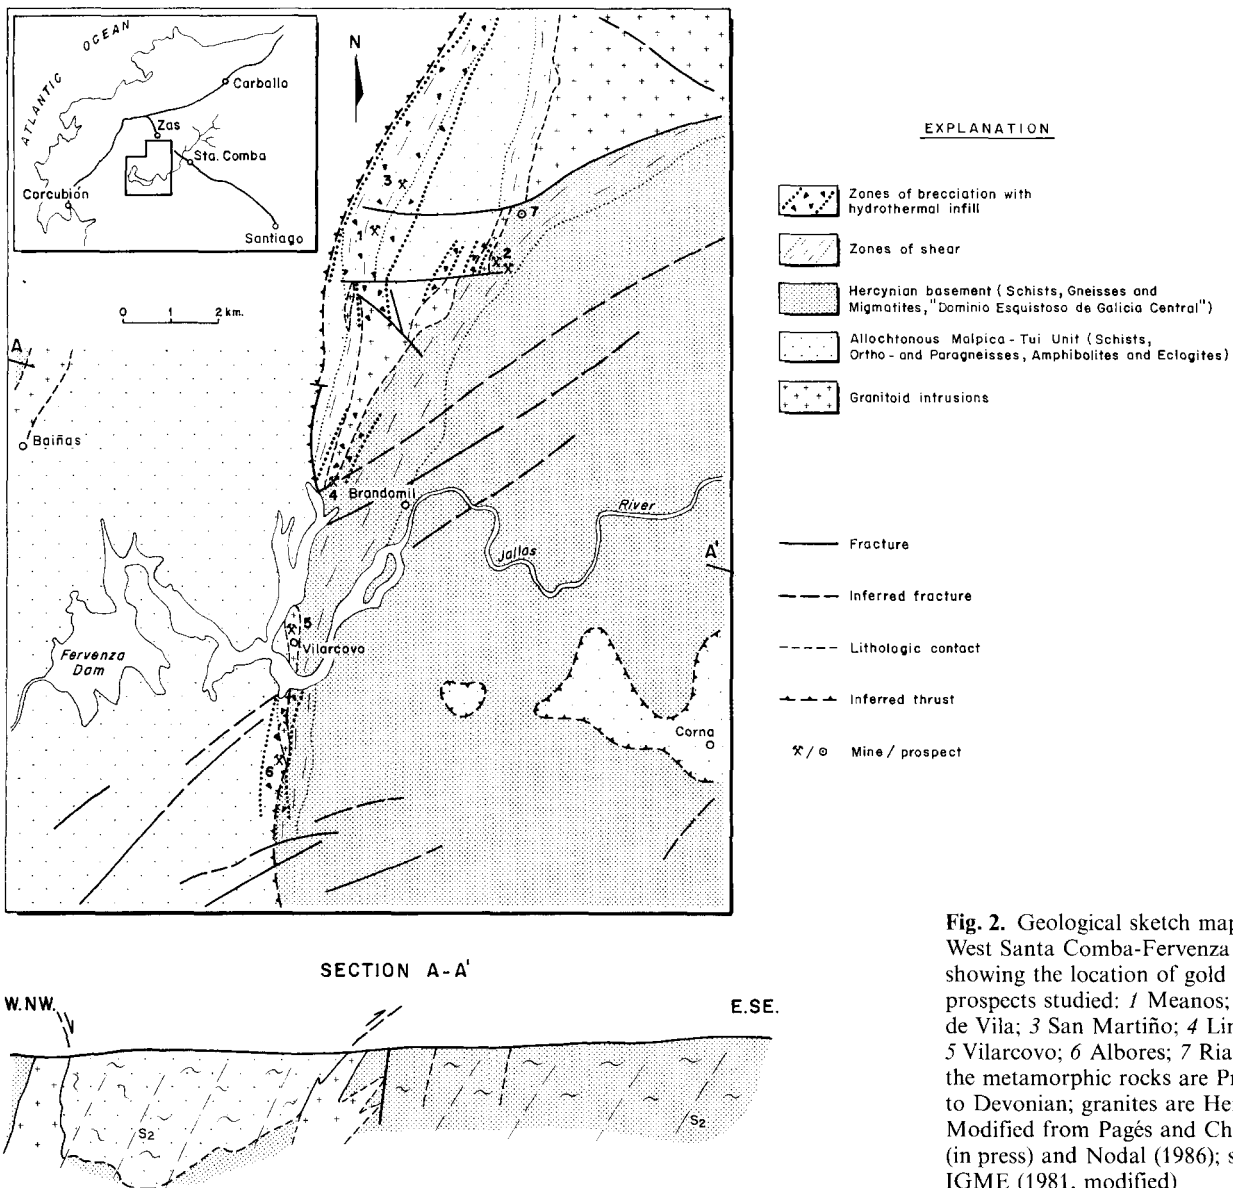 ATLANTIC OCEAN
Carballo
Zas
Sta. Comba
Corcubión
Santiago
N
0 1 2 km.
3
1
7
2
A
Baiñas
4
Brandomil
River
Jallas
A'
5
Vilarcovo
Fervenza
Dam
Corna
6
EXPLANATION
Zones of brecciation with
hydrothermal infill
Zones of shear
Hercynian basement (Schists, Gneisses and
Migmatites, "Dominio Esquistoso de Galicia Central")
Allochtonous Malpica-Tui Unit (Schists,
Ortho- and Paragneisses, Amphibolites and Eclogites)
Granitoid intrusions
Fracture
Inferred fracture
Lithologic contact
Inferred thrust
Mine / prospect
SECTION A-A'
W.NW.
E.SE.
S2
S2
Fig. 2. Geological sketch map
West Santa Comba-Fervenza
showing the location of gold
prospects studied: 1 Meanos;
de Vila; 3 San Martiño; 4 Lim
5 Vilarcovo; 6 Albores; 7 Ria
the metamorphic rocks are Pr
to Devonian; granites are He
Modified from Pagés and Ch
(in press) and Nodal (1986); s
IGME (1981, modified)